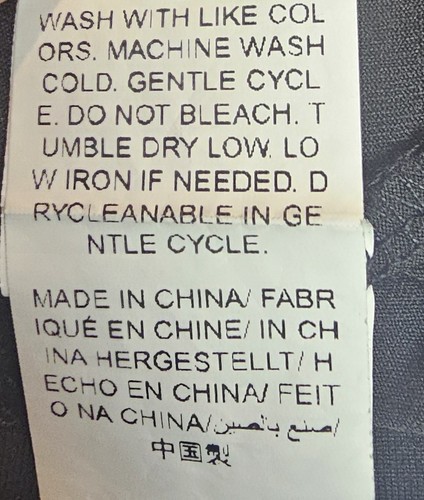 WASH WITH LIKE COL
ORS. MACHINE WASH
COLD. GENTLE CYCL
E. DO NOT BLEACH. T
UMBLE DRY LOW. LO
W IRON IF NEEDED. D
RYCLEANABLE IN GE
NTLE CYCLE.
MADE IN CHINA/ FABR
IQUÉ EN CHINE/ IN CH
INA HERGESTELLT/ H
ECHO EN CHINA/ FEIT
O NA CHINA/صنع بالصين/
中国製